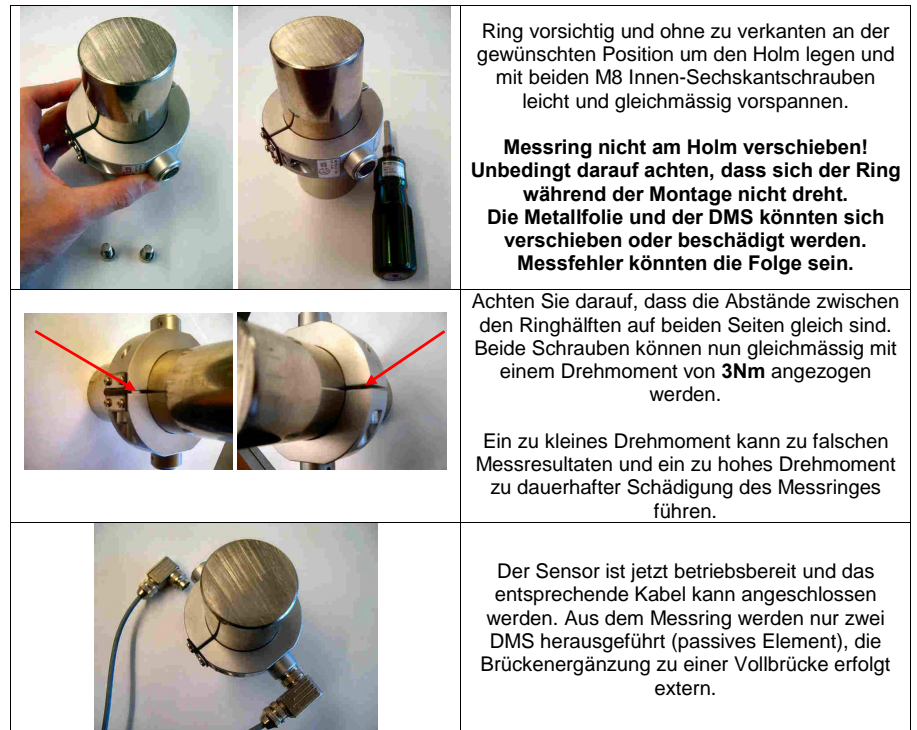 Ring vorsichtig und ohne zu verkanten an der
gewünschten Position um den Holm legen und
mit beiden M8 Innen-Sechskantschrauben
leicht und gleichmässig vorspannen.
Messring nicht am Holm verschieben!
Unbedingt darauf achten, dass sich der Ring
während der Montage nicht dreht.
Die Metallfolie und der DMS könnten sich
verschieben oder beschädigt werden.
Messfehler könnten die Folge sein.
Achten Sie darauf, dass die Abstände zwischen
den Ringhälften auf beiden Seiten gleich sind.
Beide Schrauben können nun gleichmässig mit
einem Drehmoment von 3Nm angezogen
werden.
Ein zu kleines Drehmoment kann zu falschen
Messresultaten und ein zu hohes Drehmoment
zu dauerhafter Schädigung des Messringes
führen.
Der Sensor ist jetzt betriebsbereit und das
entsprechende Kabel kann angeschlossen
werden. Aus dem Messring werden nur zwei
DMS herausgeführt (passives Element), die
Brückenergänzung zu einer Vollbrücke erfolgt
extern.